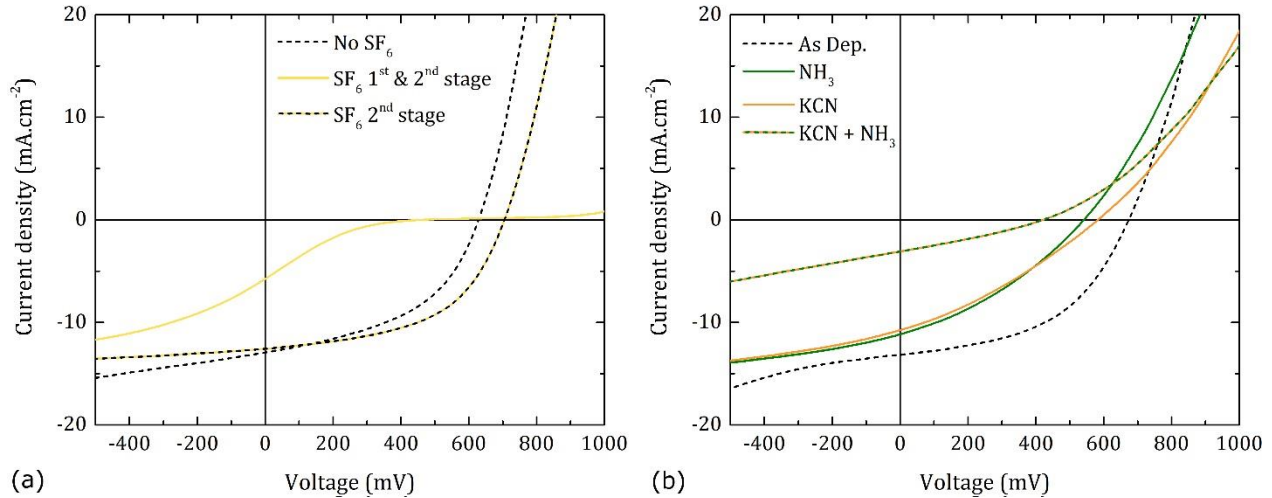 20
10
0
-10
-20
-400
-200
0
200
400
600
800
1000
Current density (mA.cm⁻²)
Voltage (mV)
No SF₆
SF₆ 1ˢᵗ & 2ⁿᵈ stage
SF₆ 2ⁿᵈ stage
(a)
20
10
0
-10
-20
-400
-200
0
200
400
600
800
1000
Current density (mA.cm⁻²)
Voltage (mV)
As Dep.
NH₃
KCN
KCN + NH₃
(b)